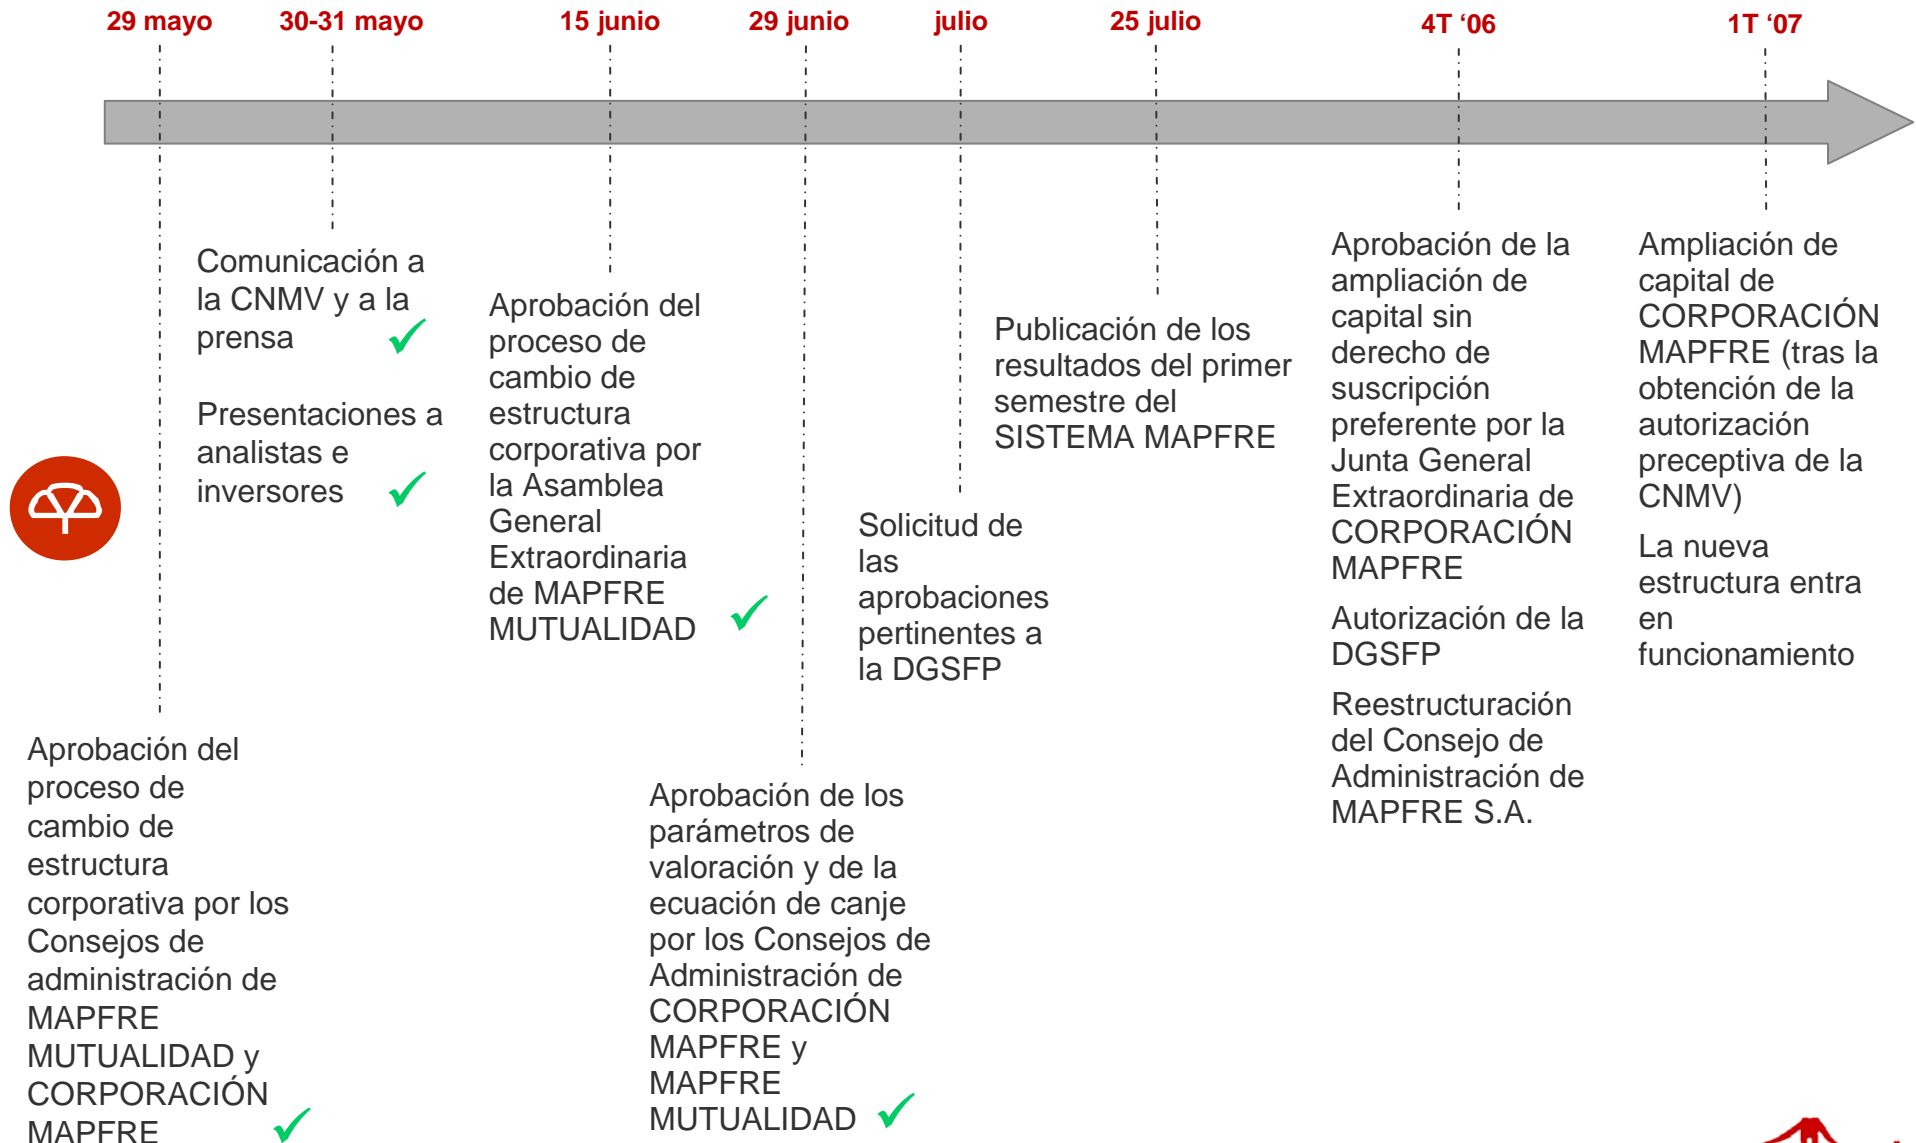 29 mayo
30-31 mayo
15 junio
29 junio
julio
25 julio
4T ‘06
1T ‘07
Comunicación a
la CNMV y a la
prensa
Presentaciones a
analistas e
inversores
Aprobación del
proceso de
cambio de
estructura
corporativa por
la Asamblea
General
Extraordinaria
de MAPFRE
MUTUALIDAD
Solicitud de
las
aprobaciones
pertinentes a
la DGSFP
Publicación de los
resultados del primer
semestre del
SISTEMA MAPFRE
Aprobación de la
ampliación de
capital sin
derecho de
suscripción
preferente por la
Junta General
Extraordinaria de
CORPORACIÓN
MAPFRE
Autorización de la
DGSFP
Reestructuración
del Consejo de
Administración de
MAPFRE S.A.
Ampliación de
capital de
CORPORACIÓN
MAPFRE (tras la
obtención de la
autorización
preceptiva de la
CNMV)
La nueva
estructura entra
en
funcionamiento
Aprobación del
proceso de
cambio de
estructura
corporativa por los
Consejos de
administración de
MAPFRE
MUTUALIDAD y
CORPORACIÓN
MAPFRE
Aprobación de los
parámetros de
valoración y de la
ecuación de canje
por los Consejos de
Administración de
CORPORACIÓN
MAPFRE y
MAPFRE
MUTUALIDAD